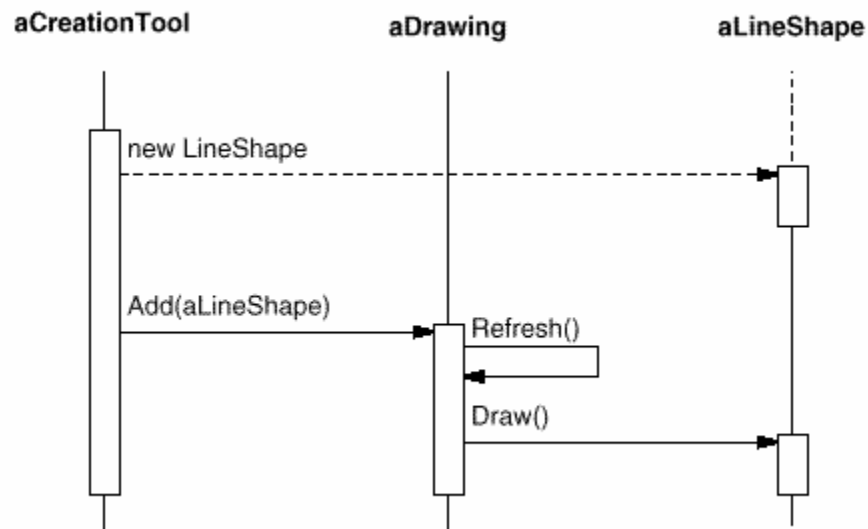 aCreationTool
aDrawing
aLineShape
new LineShape
Add(aLineShape)
Refresh()
Draw()